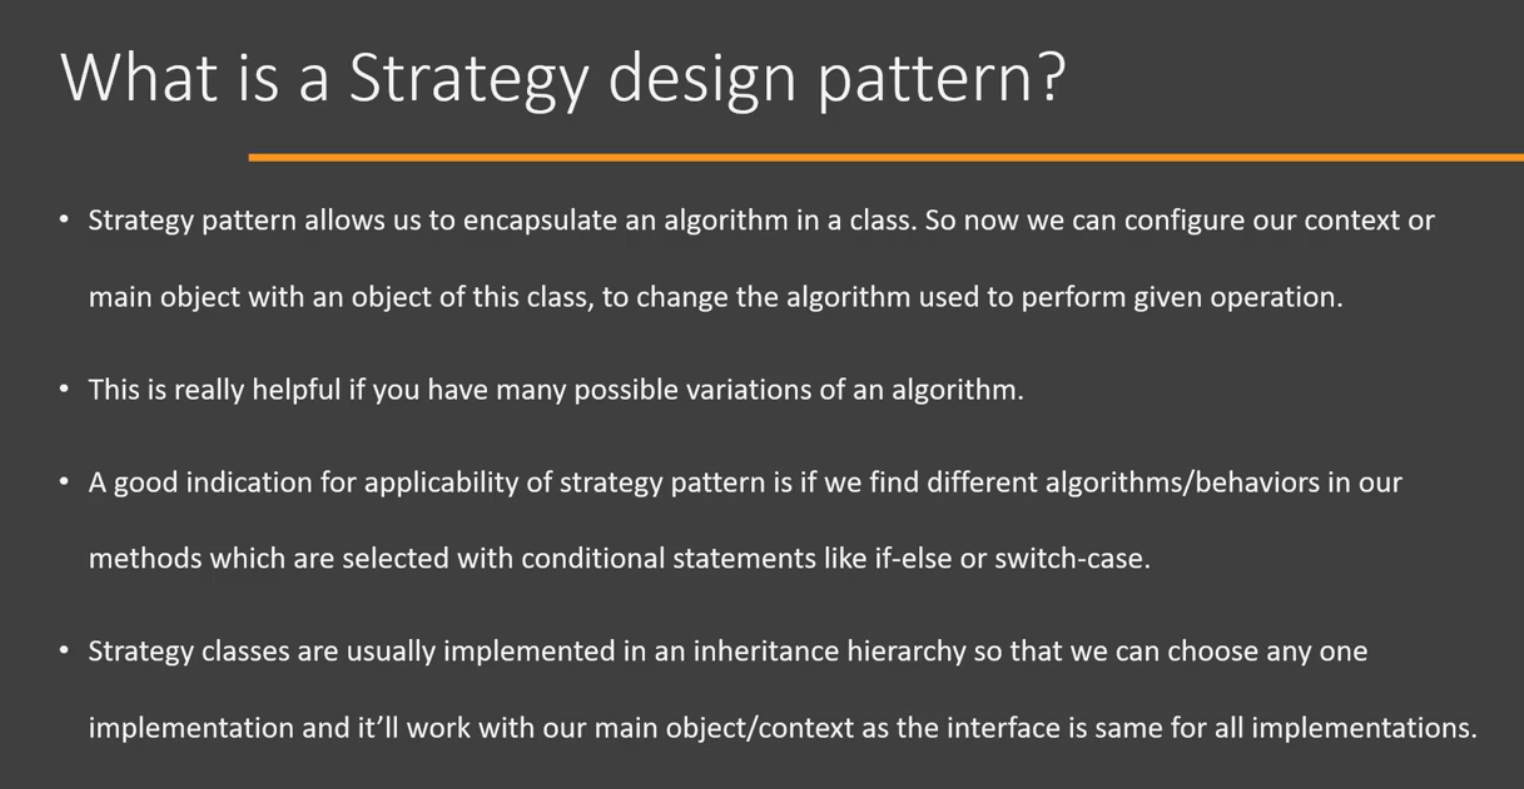 What is a Strategy design pattern?
• Strategy pattern allows us to encapsulate an algorithm in a class. So now we can configure our context or
main object with an object of this class, to change the algorithm used to perform given operation.
• This is really helpful if you have many possible variations of an algorithm.
• A good indication for applicability of strategy pattern is if we find different algorithms/behaviors in our
methods which are selected with conditional statements like if-else or switch-case.
• Strategy classes are usually implemented in an inheritance hierarchy so that we can choose any one
implementation and it’ll work with our main object/context as the interface is same for all implementations.